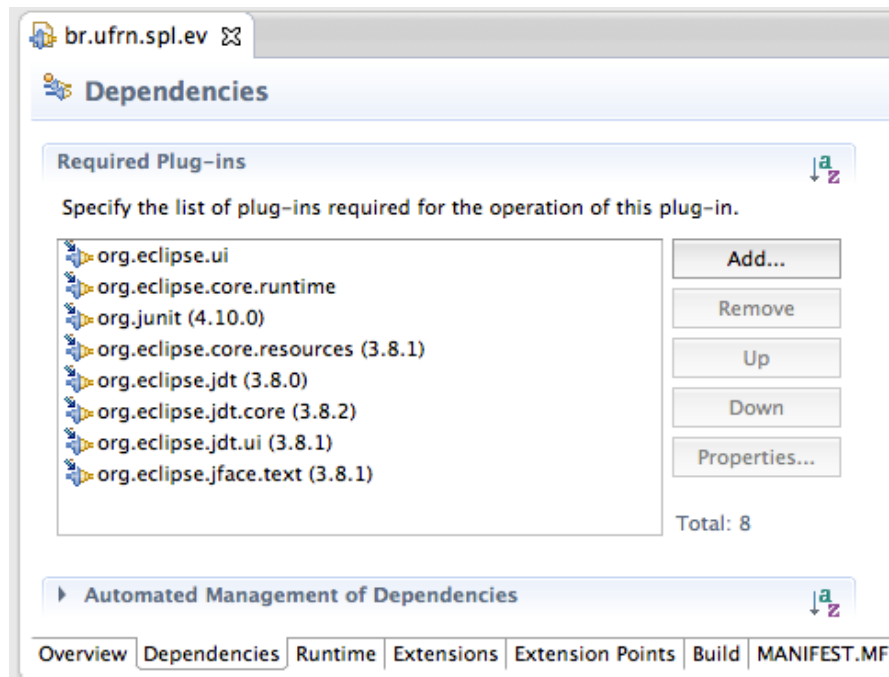 br.ufrn.spl.ev
Dependencies
Required Plug-ins
Specify the list of plug-ins required for the operation of this plug-in.
org.eclipse.ui
org.eclipse.core.runtime
org.junit (4.10.0)
org.eclipse.core.resources (3.8.1)
org.eclipse.jdt (3.8.0)
org.eclipse.jdt.core (3.8.2)
org.eclipse.jdt.ui (3.8.1)
org.eclipse.jface.text (3.8.1)
Add...
Remove
Up
Down
Properties...
Total: 8
Automated Management of Dependencies
Overview Dependencies Runtime Extensions Extension Points Build MANIFEST.MF